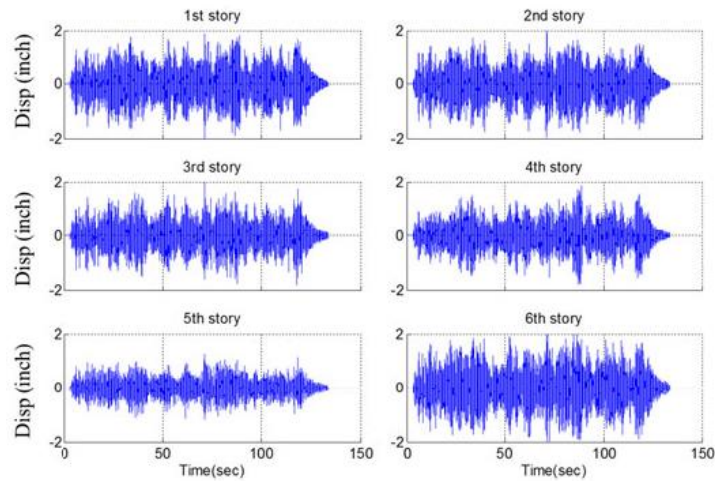 1st story
2nd story
Disp (inch)
2
0
2
2
0
-2
3rd story
4th story
Disp (inch)
2
0
-2
2
0
-2
5th story
6th story
Disp (inch)
2
0
-2
2
0
-2
0 50 100 150
0 50 100 150
Time(sec)
Time(sec)